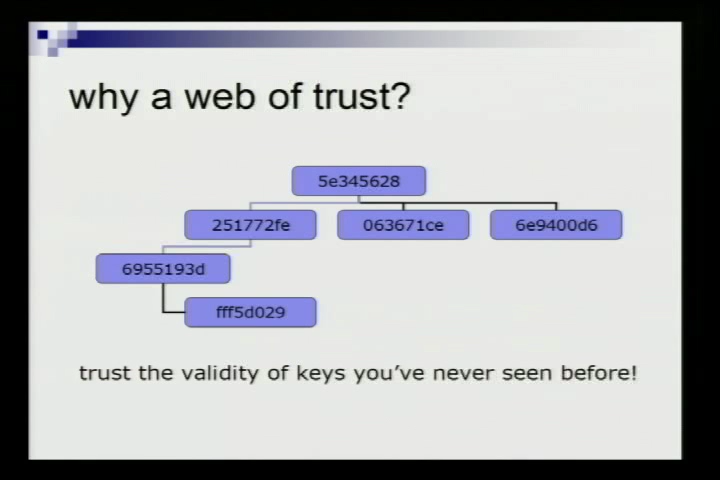 why a web of trust?
5e345628
251772fe 063671ce 6e9400d6
6955193d
fff5d029
trust the validity of keys you've never seen before!